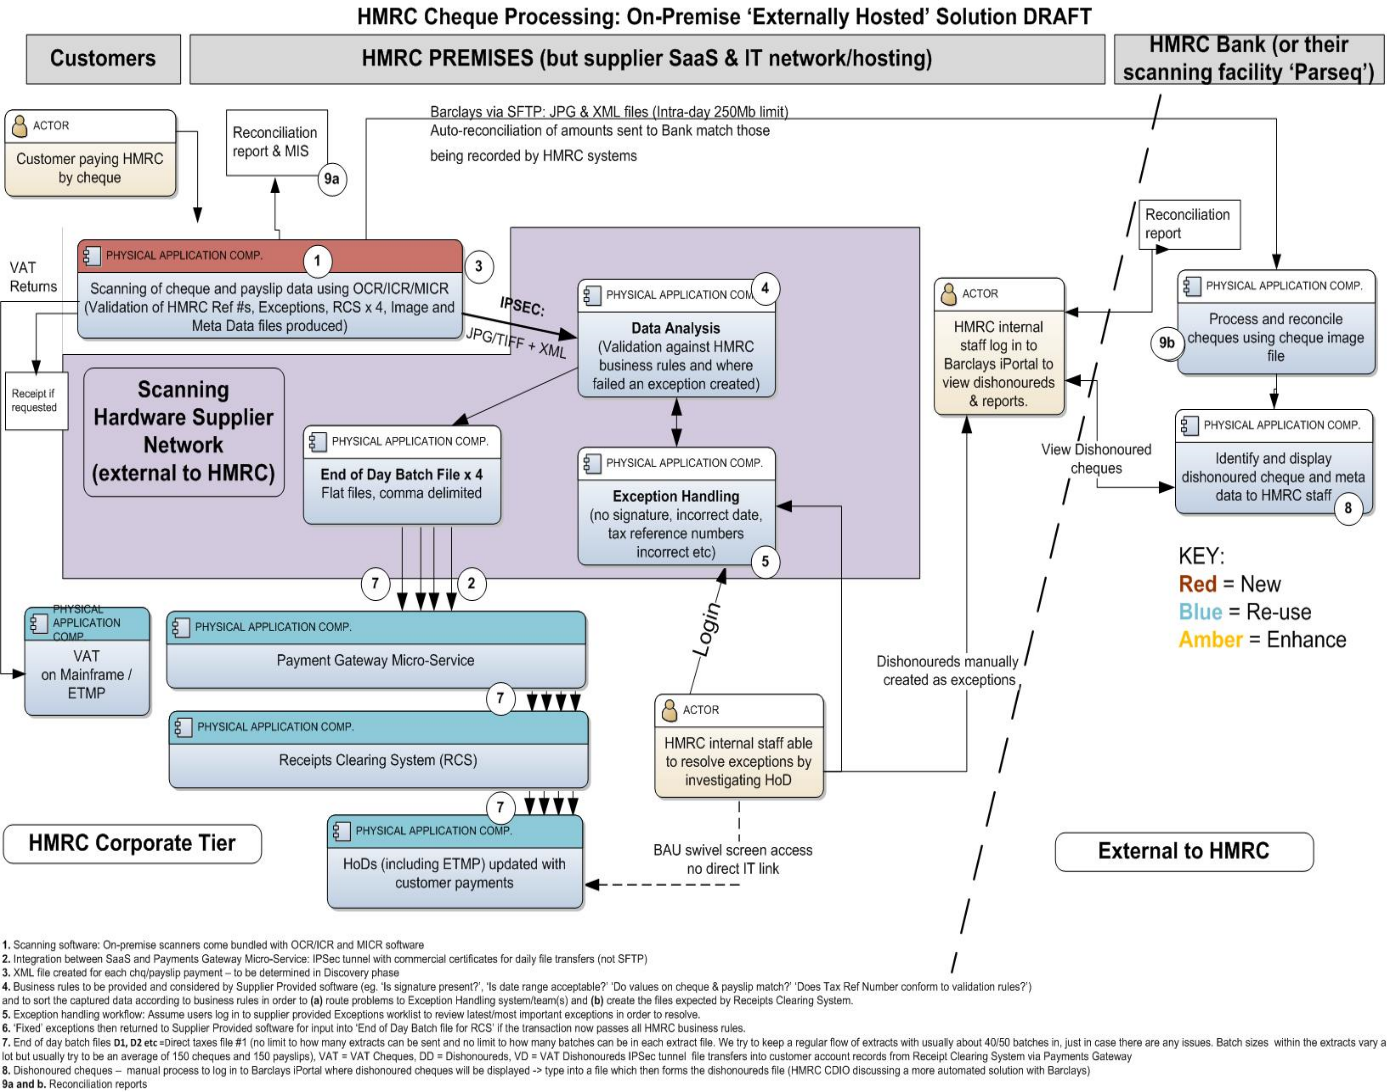 HMRC Cheque Processing: On-Premise ‘Externally Hosted’ Solution DRAFT
Customers
HMRC PREMISES (but supplier SaaS & IT network/hosting)
HMRC Bank (or their
scanning facility ‘Parseq’)
ACTOR
Customer paying HMRC
by cheque
Reconciliation
report & MIS
9a
Barclays via SFTP: JPG & XML files (Intra-day 250Mb limit)
Auto-reconciliation of amounts sent to Bank match those
being recorded by HMRC systems
Reconciliation
report
VAT
Returns
PHYSICAL APPLICATION COMP.
1
3
Scanning of cheque and payslip data using OCR/ICR/MICR
(Validation of HMRC Ref #s, Exceptions, RCS x 4, Image and
Meta Data files produced)
IPSEC:
JPG/TIFF + XML
PHYSICAL APPLICATION COM
4
Data Analysis
(Validation against HMRC
business rules and where
failed an exception created)
ACTOR
HMRC internal
staff log in to
Barclays iPortal to
view dishonoureds
& reports.
PHYSICAL APPLICATION COMP.
9b
Process and reconcile
cheques using cheque image
file
Receipt if
requested
Scanning
Hardware Supplier
Network
(external to HMRC)
PHYSICAL APPLICATION COMP.
End of Day Batch File x 4
Flat files, comma delimited
PHYSICAL APPLICATION COMP.
Exception Handling
(no signature, incorrect date,
tax reference numbers
incorrect etc)
5
View Dishonoured
cheques
PHYSICAL APPLICATION COMP.
Identify and display
dishonoured cheque and meta
data to HMRC staff
8
KEY:
Red = New
Blue = Re-use
Amber = Enhance
7
2
PHYSICAL
APPLICATION
COMP.
VAT
on Mainframe /
ETMP
PHYSICAL APPLICATION COMP.
Payment Gateway Micro-Service
7
PHYSICAL APPLICATION COMP.
Receipts Clearing System (RCS)
7
PHYSICAL APPLICATION COMP.
HoDs (including ETMP) updated with
customer payments
Login
Dishonoureds manually
created as exceptions
ACTOR
HMRC internal staff able
to resolve exceptions by
investigating HoD
BAU swivel screen access
no direct IT link
HMRC Corporate Tier
External to HMRC
1. Scanning software: On-premise scanners come bundled with OCR/ICR and MICR software
2. Integration between SaaS and Payments Gateway Micro-Service: IPSec tunnel with commercial certificates for daily file transfers (not SFTP)
3. XML file created for each chq/payslip payment – to be determined in Discovery phase
4. Business rules to be provided and considered by Supplier Provided software (eg. ‘Is signature present?’, ‘Is date range acceptable?’ ‘Do values on cheque & payslip match?’ ‘Does Tax Ref Number conform to validation rules?’)
and to sort the captured data according to business rules in order to (a) route problems to Exception Handling system/team(s) and (b) create the files expected by Receipts Clearing System.
5. Exception handling workflow: Assume users log in to supplier provided Exceptions worklist to review latest/most important exceptions in order to resolve.
6. ‘Fixed’ exceptions then returned to Supplier Provided software for input into ‘End of Day Batch file for RCS’ if the transaction now passes all HMRC business rules.
7. End of day batch files D1, D2 etc =Direct taxes file #1 (no limit to how many extracts can be sent and no limit to how many batches can be in each extract file. We try to keep a regular flow of extracts with usually about 40/50 batches in, just in case there are any issues. Batch sizes within the extracts vary a
lot but usually try to be an average of 150 cheques and 150 payslips), VAT = VAT Cheques, DD = Dishonoureds, VD = VAT Dishonoureds IPSec tunnel file transfers into customer account records from Receipt Clearing System via Payments Gateway
8. Dishonoured cheques – manual process to log in to Barclays iPortal where dishonoured cheques will be displayed -> type into a file which then forms the dishonoureds file (HMRC CDIO discussing a more automated solution with Barclays)
9a and b. Reconciliation reports